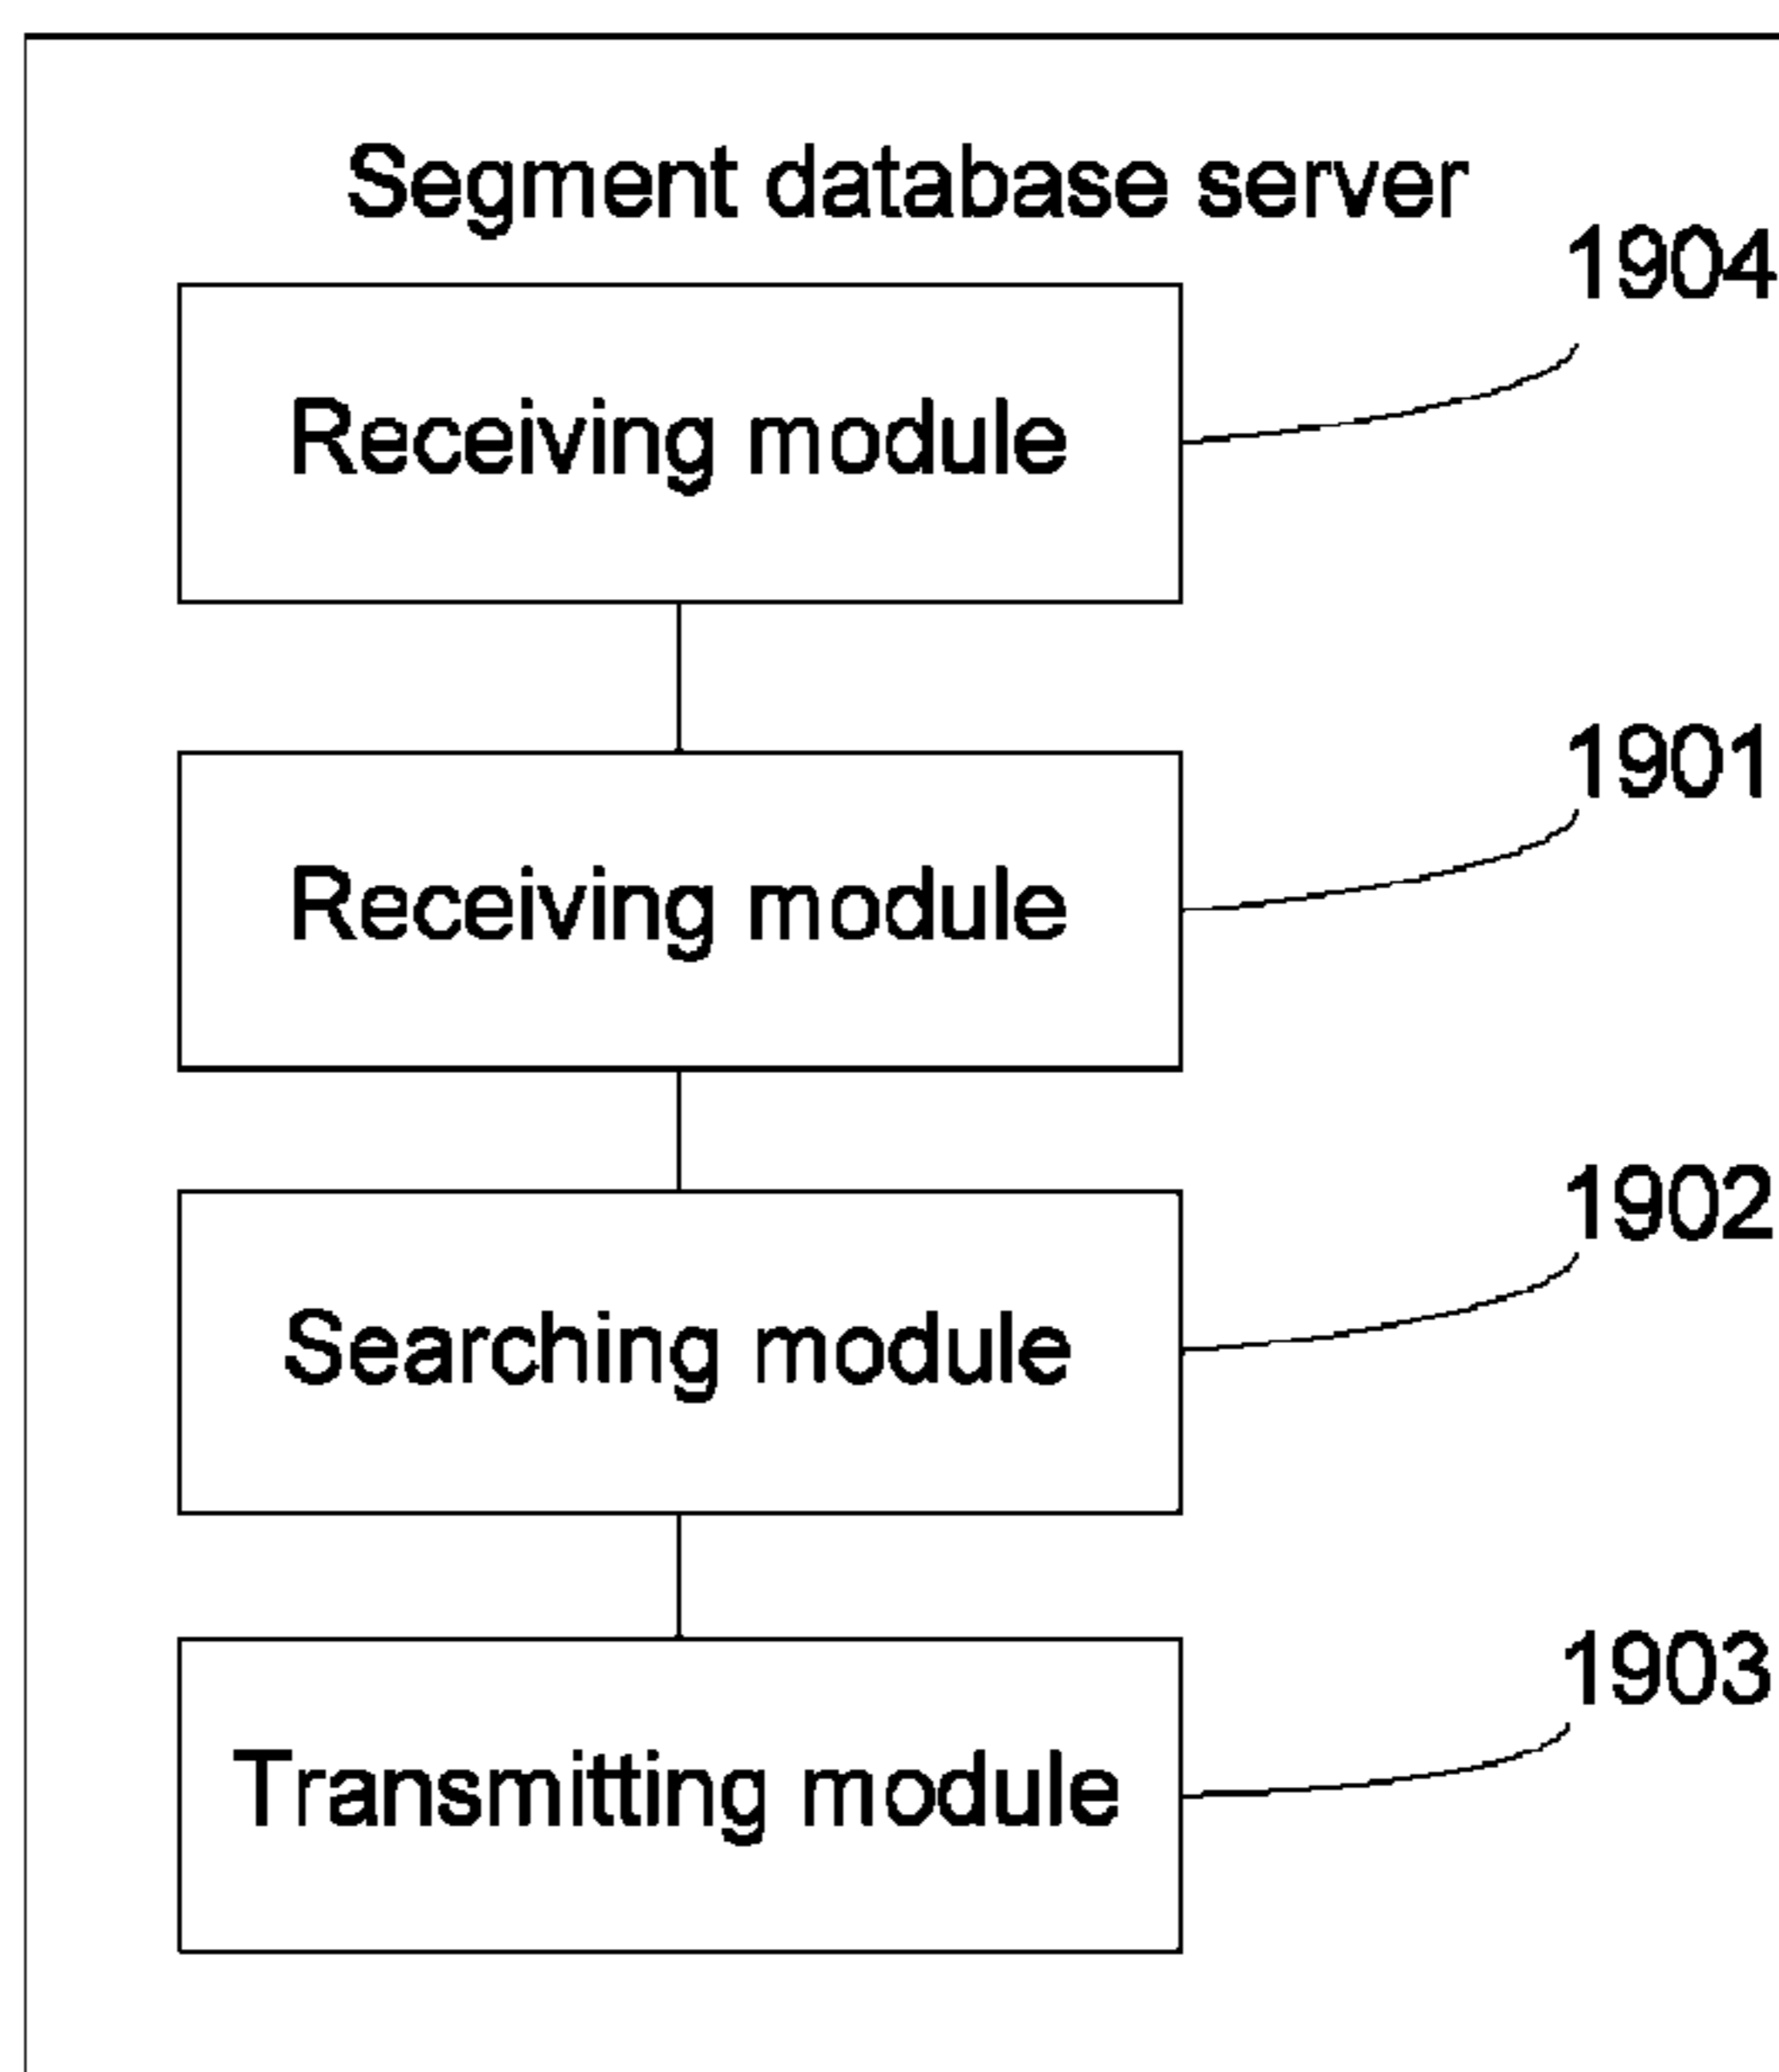 Segment database server
1904
Receiving module
1901
Receiving module
1902
Searching module
1903
Transmitting module